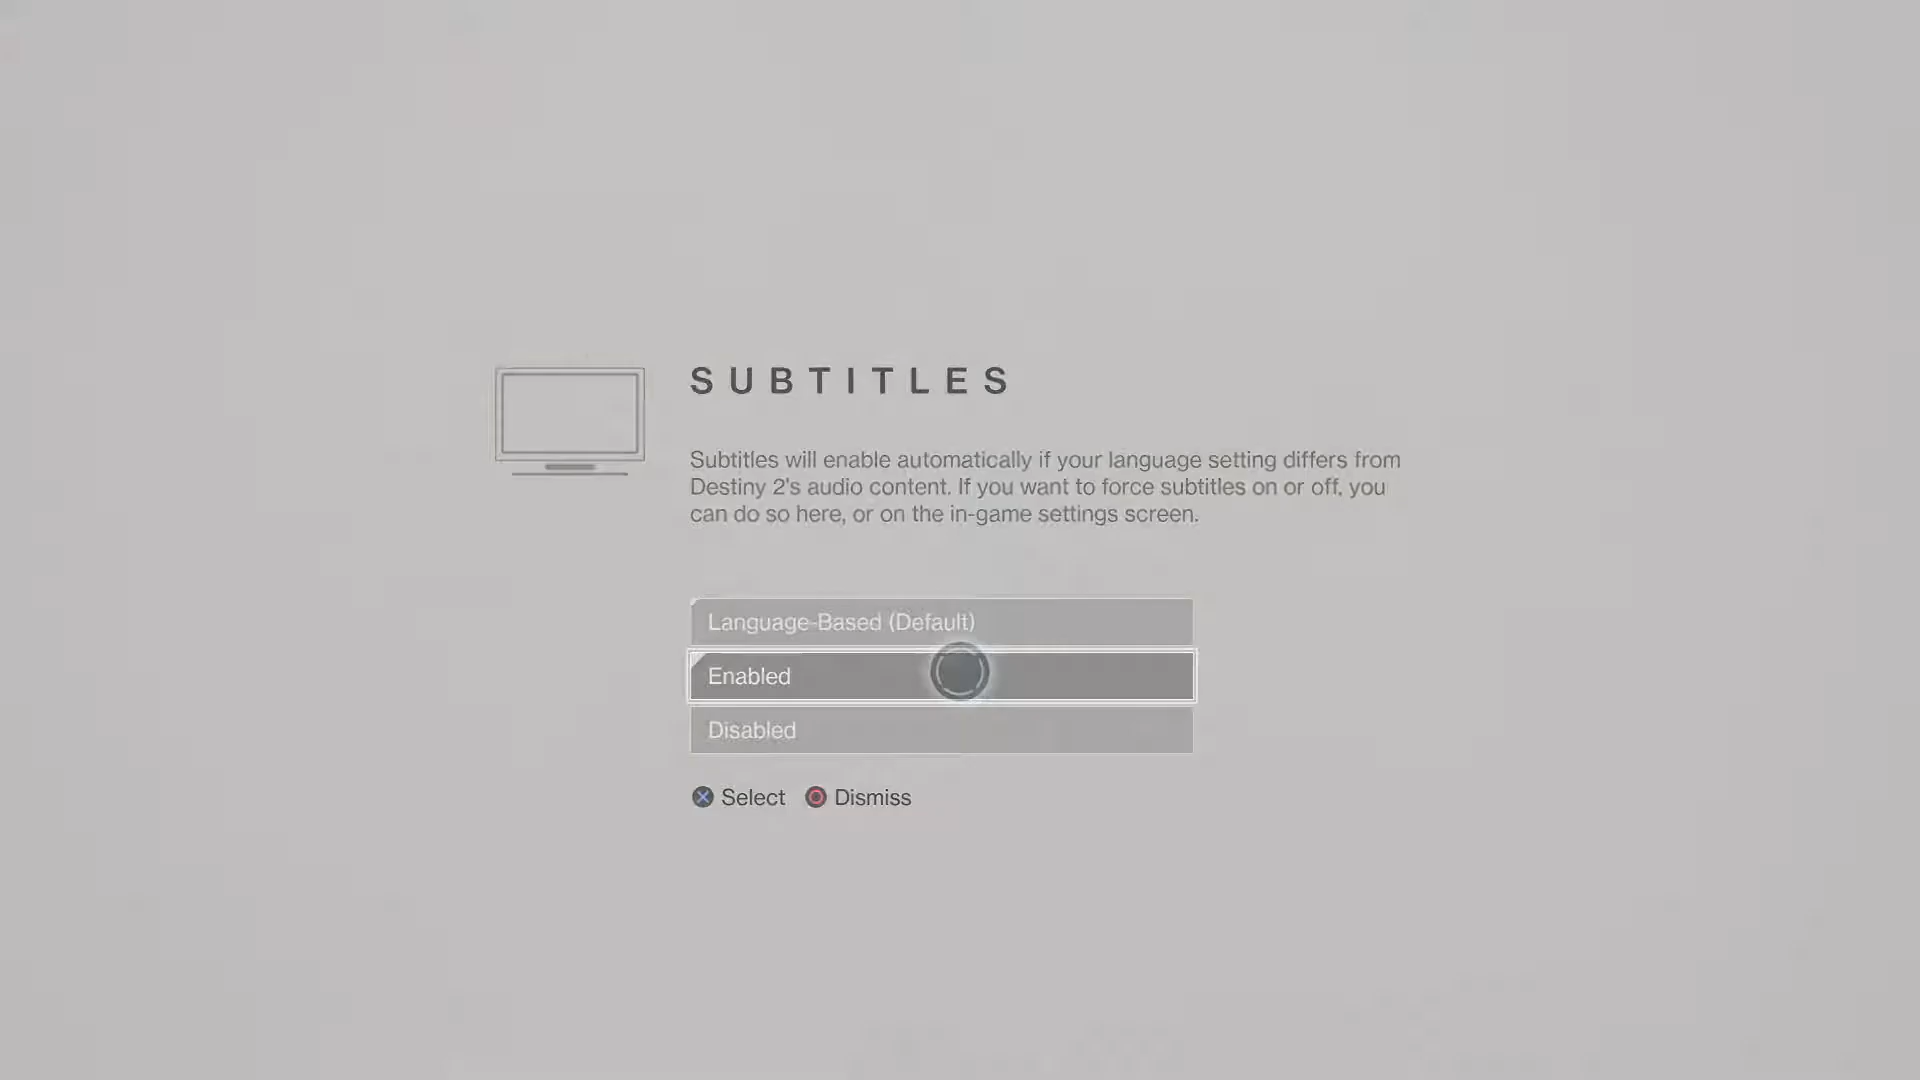 SUBTITLES
Subtitles will enable automatically if your language setting differs from
Destiny 2's audio content. If you want to force subtitles on or off, you
can do so here, or on the in-game settings screen.
Language-Based (Default)
Enabled
Disabled
Select Dismiss